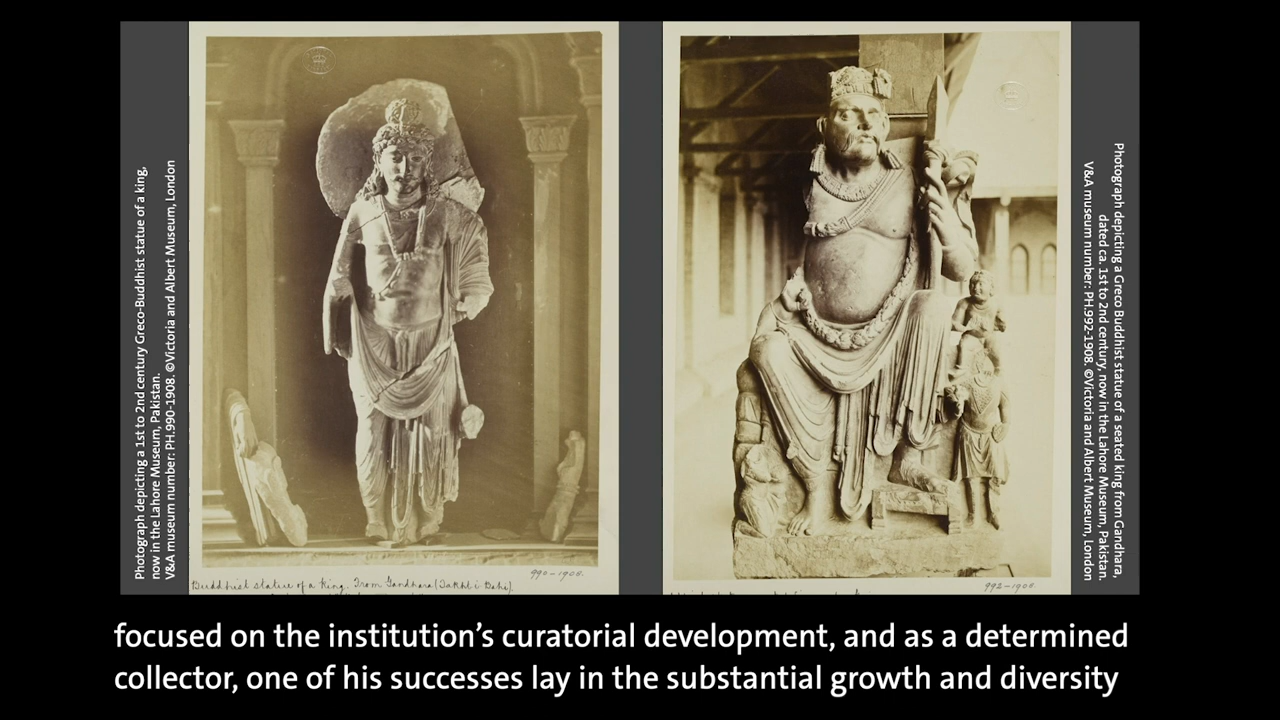 Photograph depicting a 1st to 2nd century Greco-Buddhist statue of a king,
now in the Lahore Museum, Pakistan.
V&A museum number: PH.990-1908. ©Victoria and Albert Museum, London
Buddhist statue of a king. From Gandhara (Takht i Bahi).
990-1908.
992-1908
Photograph depicting a Greco Buddhist statue of a seated king from Gandhara,
dated ca. 1st to 2nd century, now in the Lahore Museum, Pakistan.
V&A museum number: PH.992-1908. ©Victoria and Albert Museum, London
focused on the institution's curatorial development, and as a determined
collector, one of his successes lay in the substantial growth and diversity